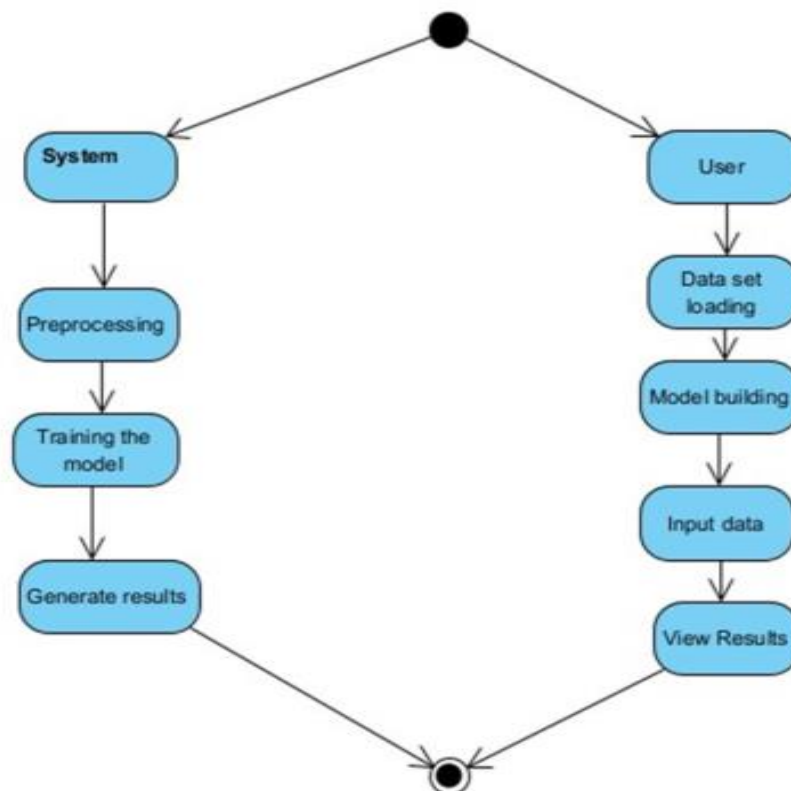 System
User
Data set
loading
Preprocessing
Model building
Training the
model
Input data
Generate results
View Results